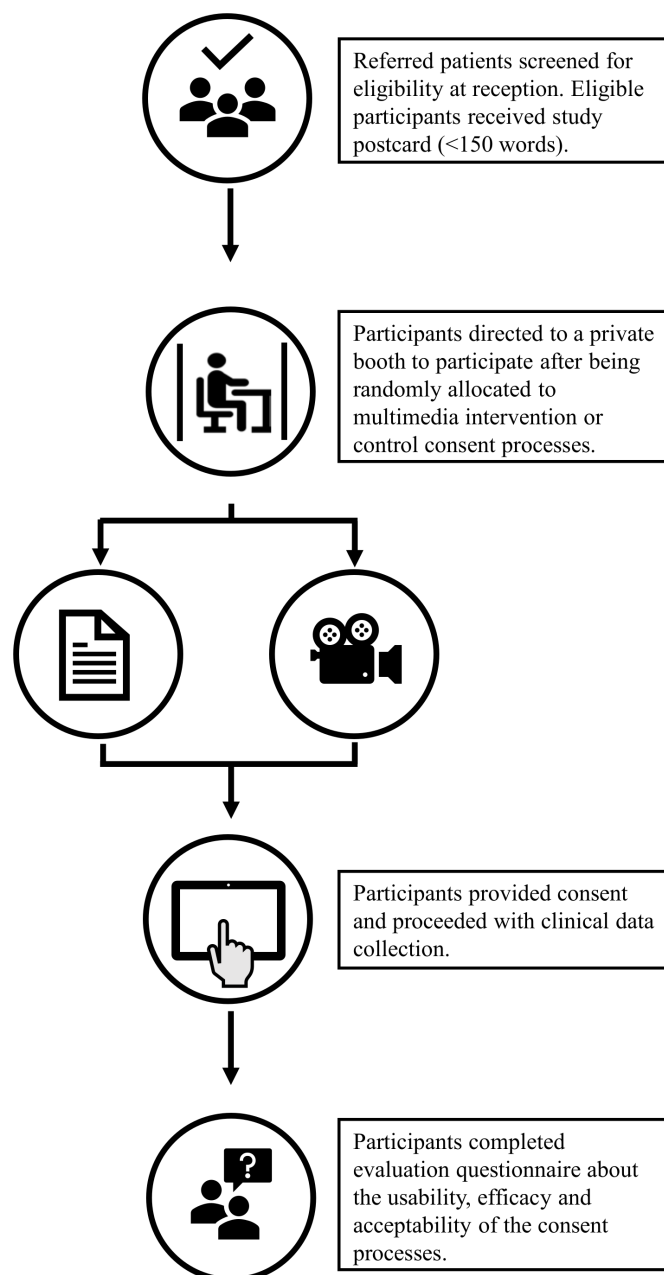 Referred patients screened for
eligibility at reception. Eligible
participants received study
postcard (<150 words).
Participants directed to a private
booth to participate after being
randomly allocated to
multimedia intervention or
control consent processes.
Participants provided consent
and proceeded with clinical data
collection.
?
Participants completed
evaluation questionnaire about
the usability, efficacy and
acceptability of the consent
processes.